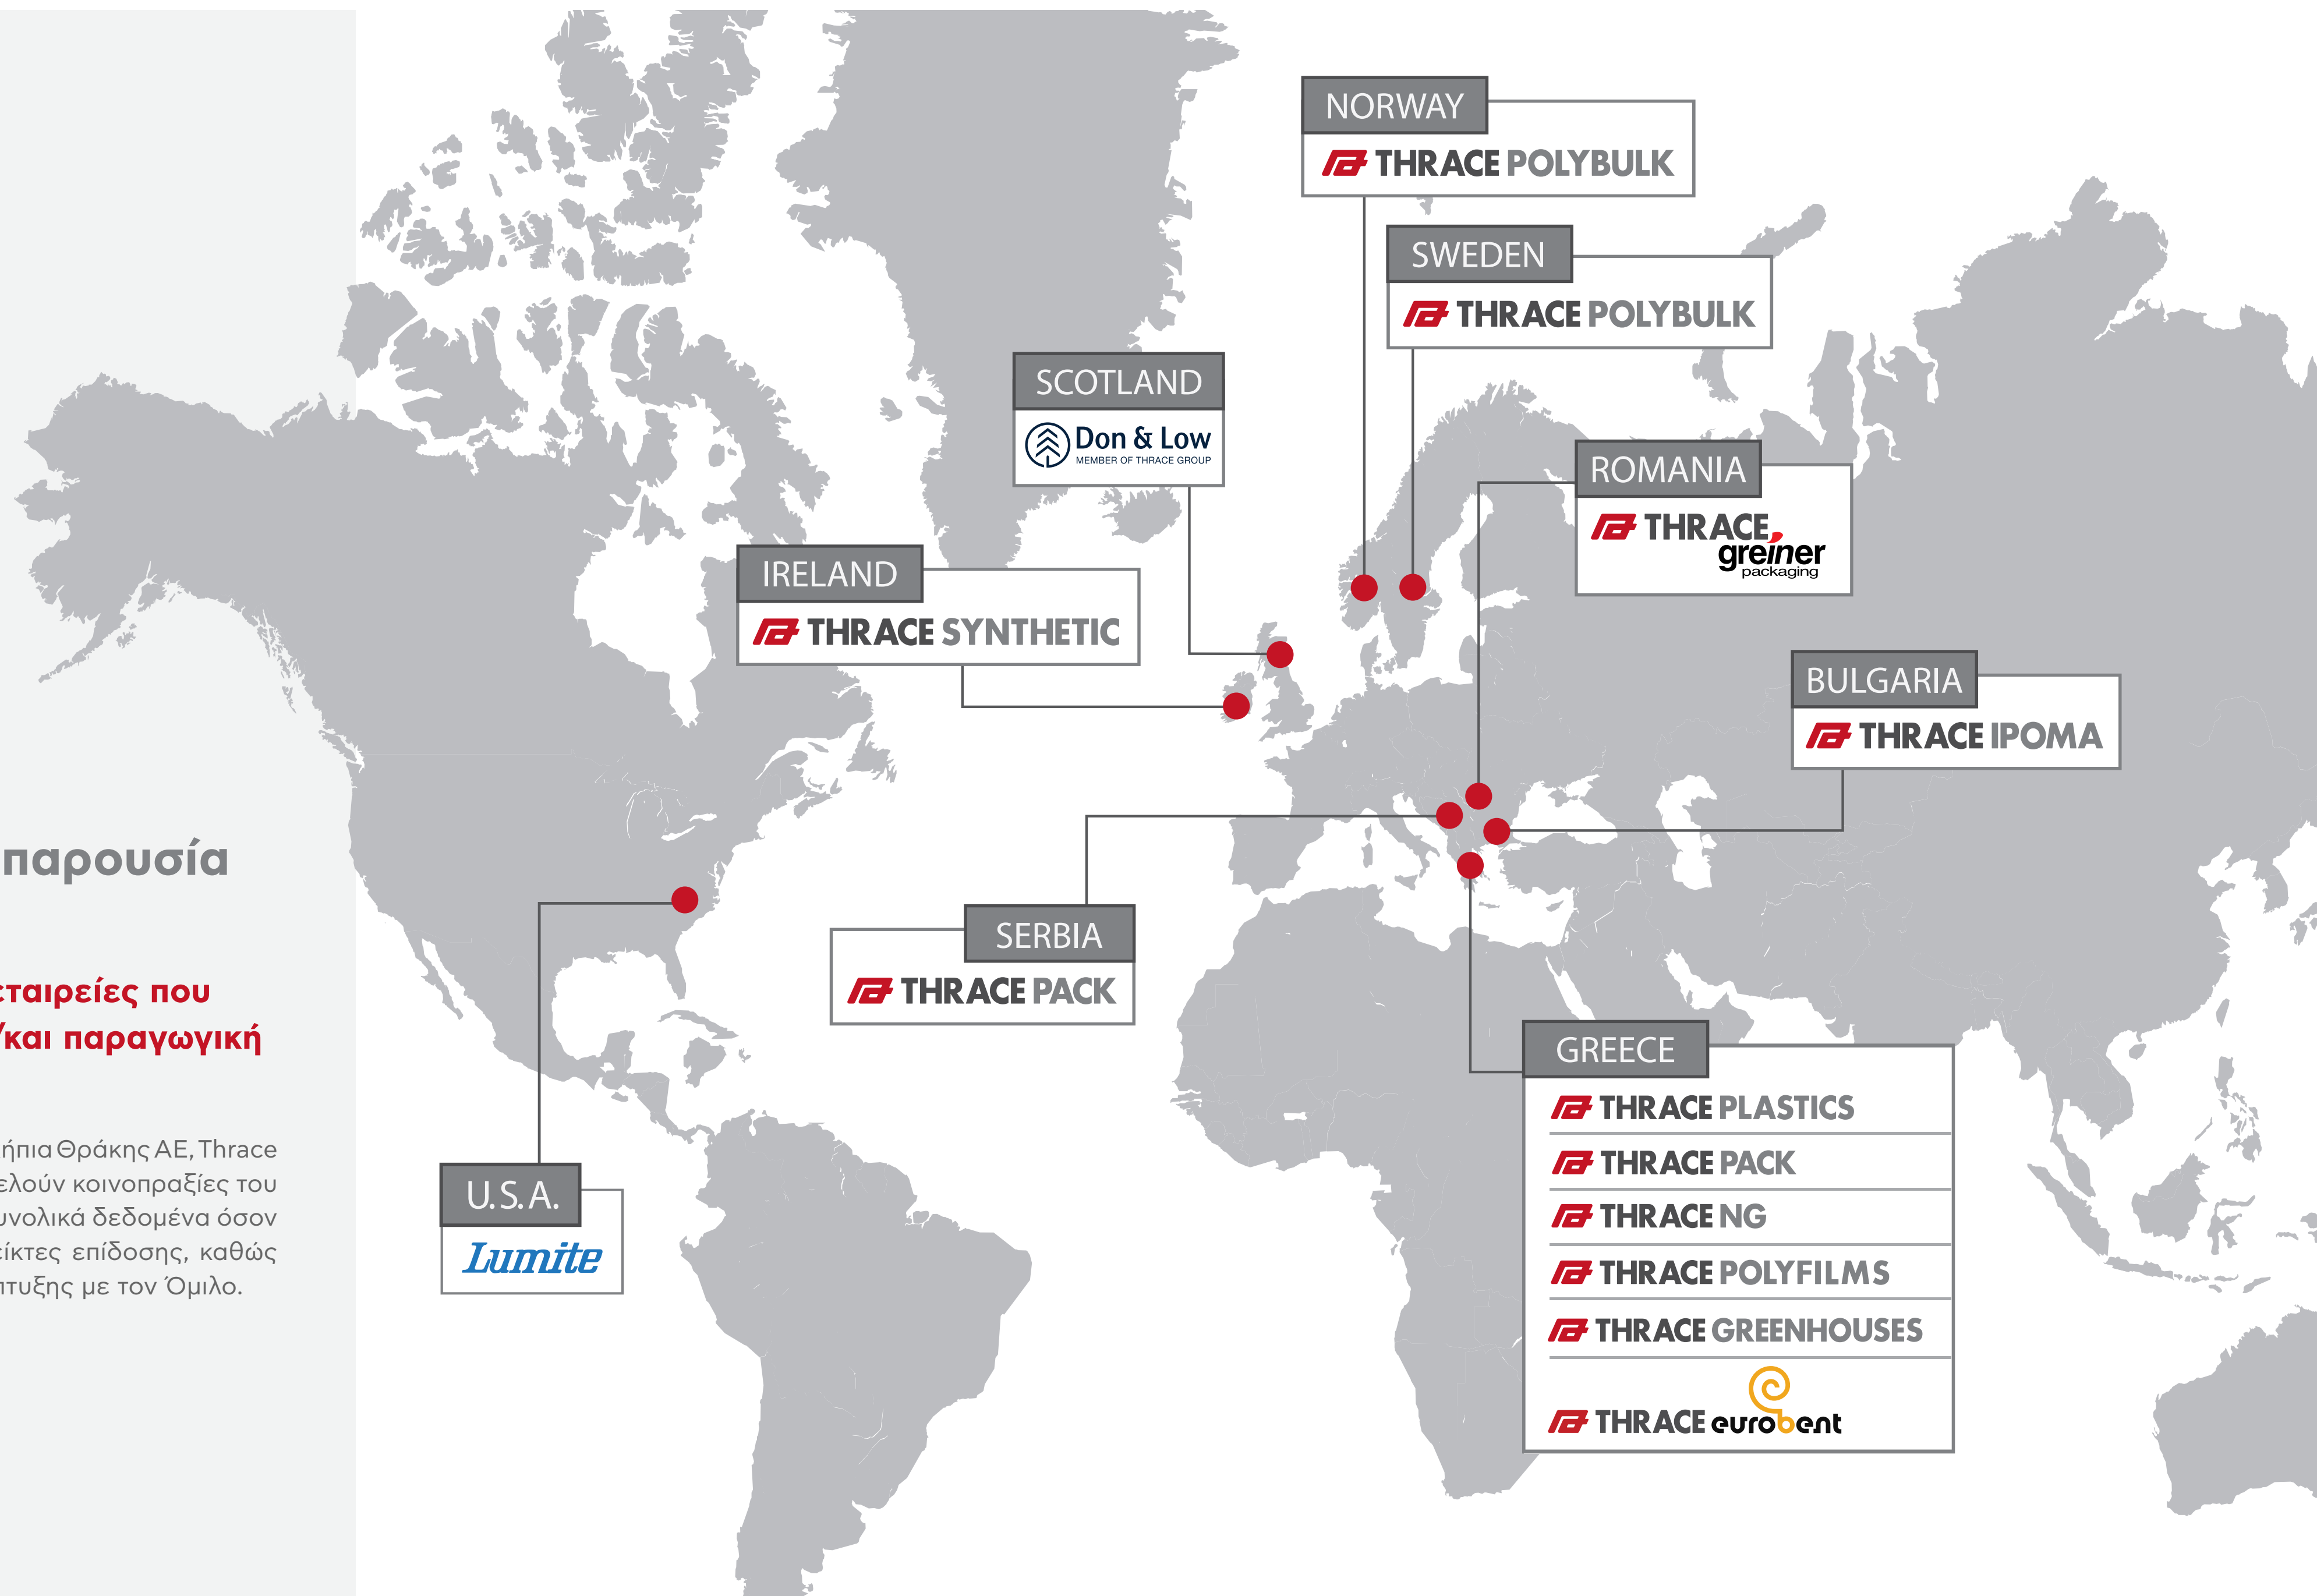 παρουσία
εταιρείες που
/και παραγωγική
ήπια Θράκης ΑΕ, Thrace
ελούν κοινοπραξίες του
υνολικά δεδομένα όσον
είκτες επίδοσης, καθώς
πτυξης με τον Όμιλο.
NORWAY
THRACE POLYBULK
SWEDEN
THRACE POLYBULK
SCOTLAND
Don & Low
MEMBER OF THRACE GROUP
ROMANIA
THRACE
greiner
packaging
IRELAND
THRACE SYNTHETIC
BULGARIA
THRACE IPOMA
SERBIA
THRACE PACK
U.S.A.
Lumite
GREECE
THRACE PLASTICS
THRACE PACK
THRACE NG
THRACE POLYFILMS
THRACE GREENHOUSES
THRACE eurobent